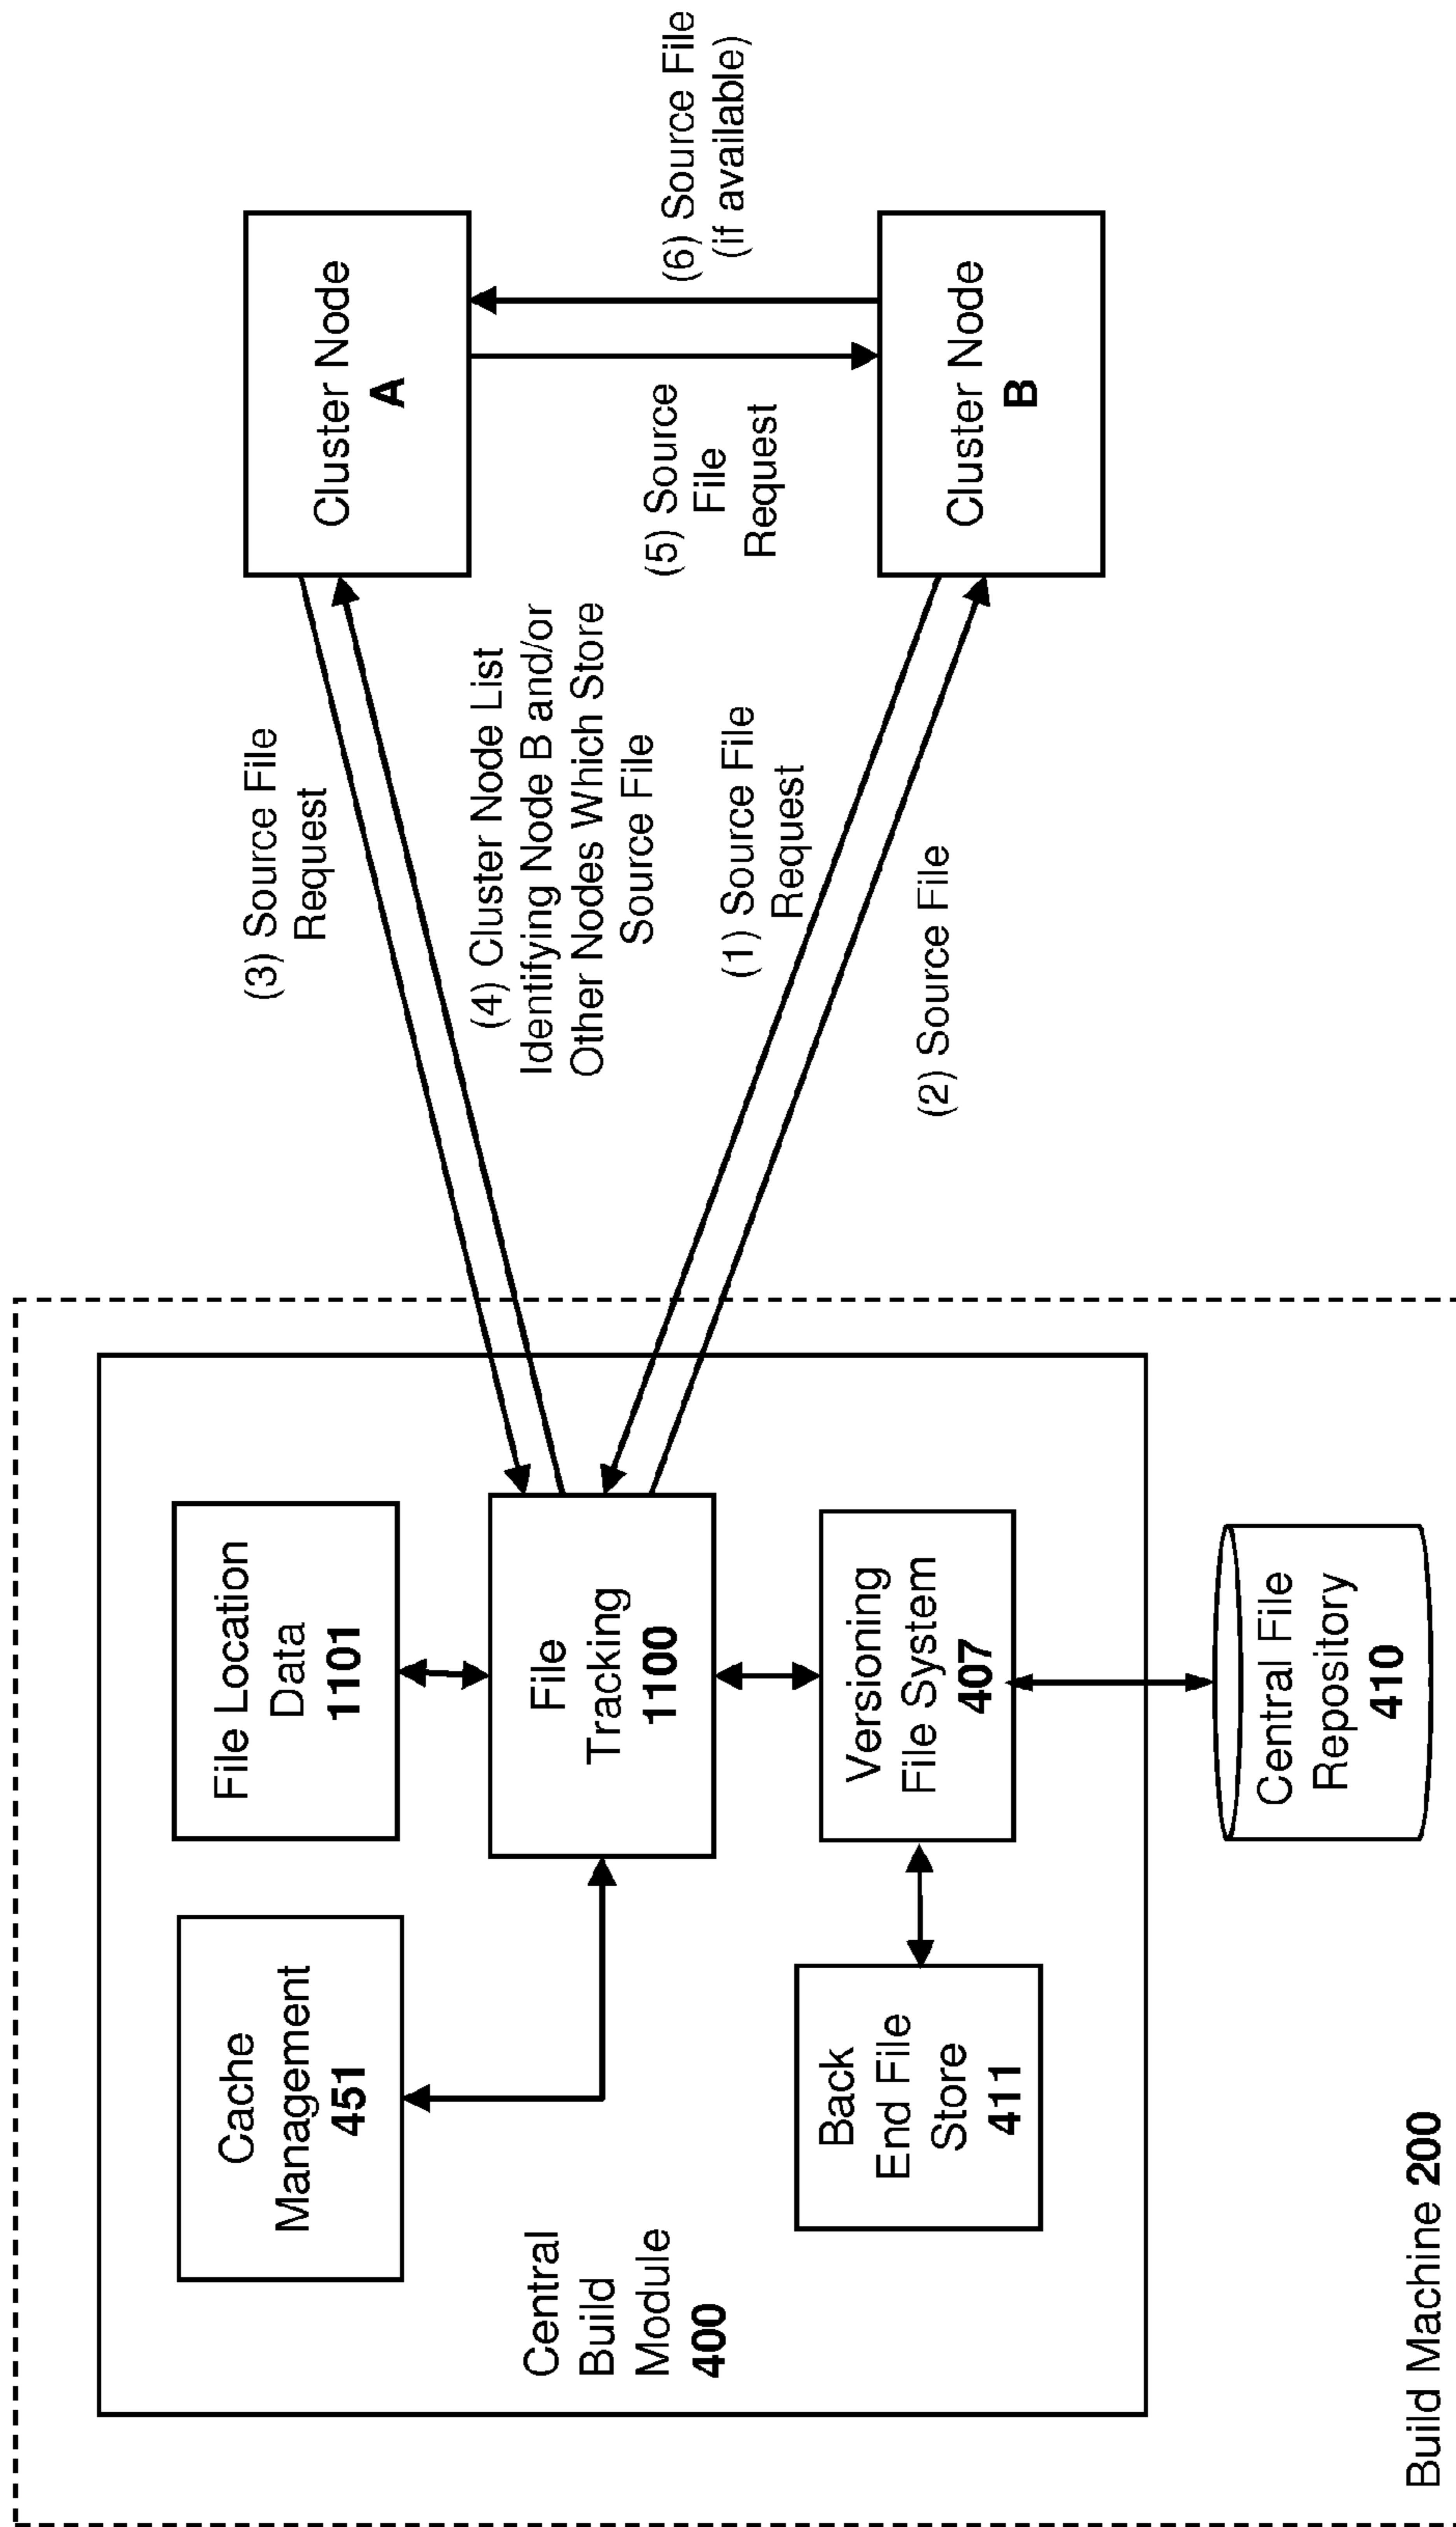 Cache
Management
451
File Location
Data
1101
Central
Build
Module
400
File
Tracking
1100
Back
End File
Store
411
Versioning
File System
407
Central File
Repository
410
Build Machine 200
(3) Source File
Request
(4) Cluster Node List
Identifying Node B and/or
Other Nodes Which Store
Source File
(1) Source File
Request
(2) Source File
Cluster Node
A
(5) Source
File
Request
(6) Source File
(if available)
Cluster Node
B